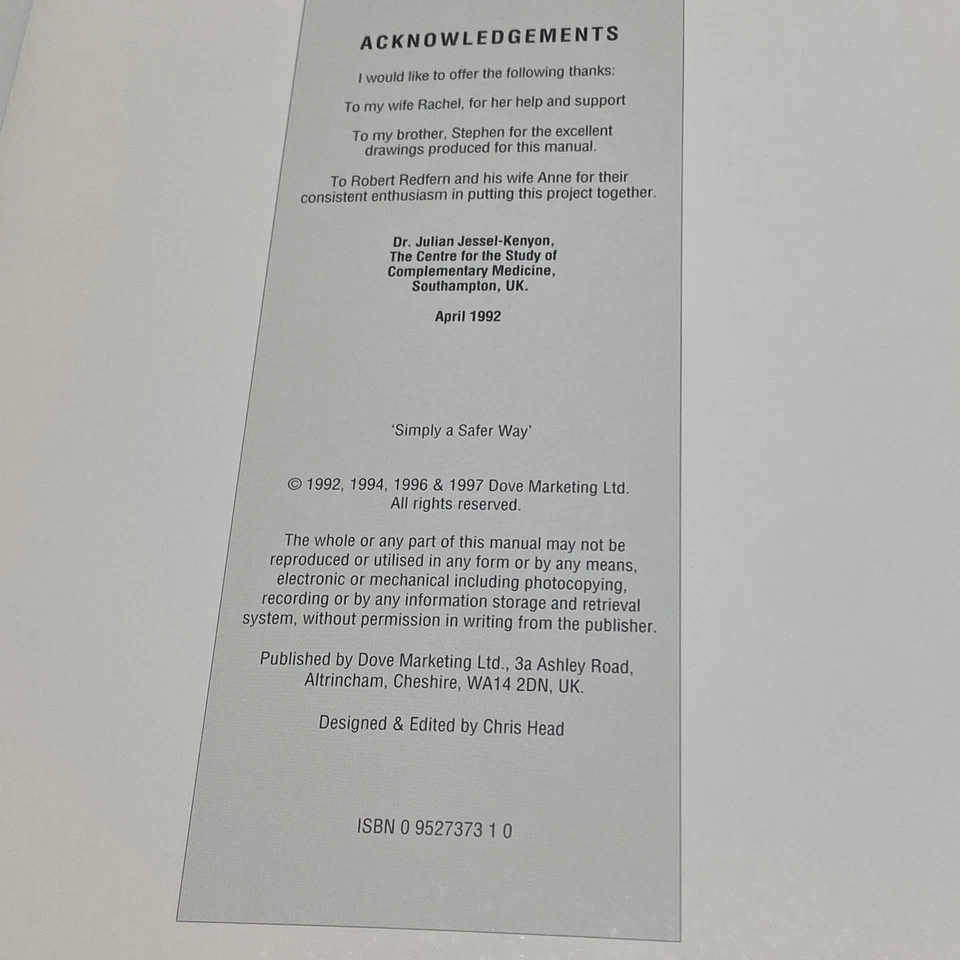 ACKNOWLEDGEMENTS
I would like to offer the following thanks:
To my wife Rachel, for her help and support
To my brother, Stephen for the excellent
drawings produced for this manual.
To Robert Redfern and his wife Anne for their
consistent enthusiasm in putting this project together.
Dr. Julian Jessel-Kenyon,
The Centre for the Study of
Complementary Medicine,
Southampton, UK.
April 1992
‘Simply a Safer Way’
© 1992, 1994, 1996 & 1997 Dove Marketing Ltd.
All rights reserved.
The whole or any part of this manual may not be
reproduced or utilised in any form or by any means,
electronic or mechanical including photocopying,
recording or by any information storage and retrieval
system, without permission in writing from the publisher.
Published by Dove Marketing Ltd., 3a Ashley Road,
Altrincham, Cheshire, WA14 2DN, UK.
Designed & Edited by Chris Head
ISBN 0 9527373 1 0